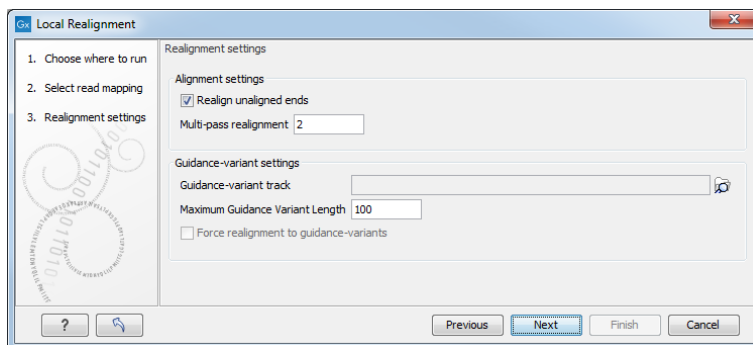 Gx Local Realignment
1. Choose where to run
2. Select read mapping
3. Realignment settings
Realignment settings
Alignment settings
Realign unaligned ends
Multi-pass realignment 2
Guidance-variant settings
Guidance-variant track
Maximum Guidance Variant Length 100
Force realignment to guidance-variants
? Previous Next Finish Cancel